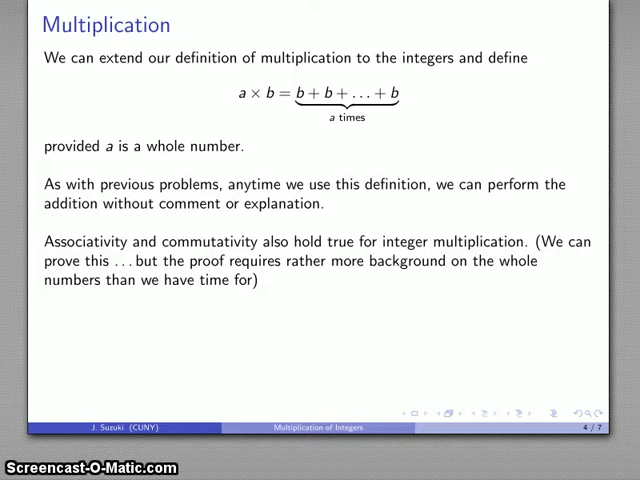 Multiplication
We can extend our definition of multiplication to the integers and define
a × b = b + b + . . . + b
a times
provided a is a whole number.
As with previous problems, anytime we use this definition, we can perform the
addition without comment or explanation.
Associativity and commutativity also hold true for integer multiplication. (We can
prove this . . . but the proof requires rather more background on the whole
numbers than we have time for)
J. Suzuki (CUNY) Multiplication of Integers 4 / 7
Screencast-O-Matic.com